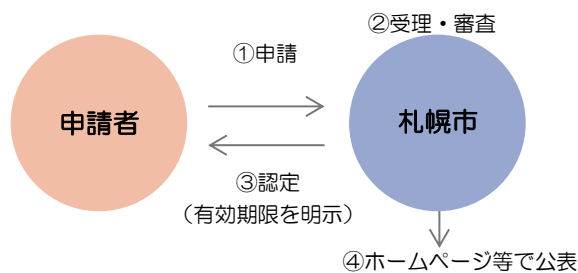 ②受理・審査
①申請
申請者
札幌市
③認定
（有効期限を明示）
④ホームページ等で公表